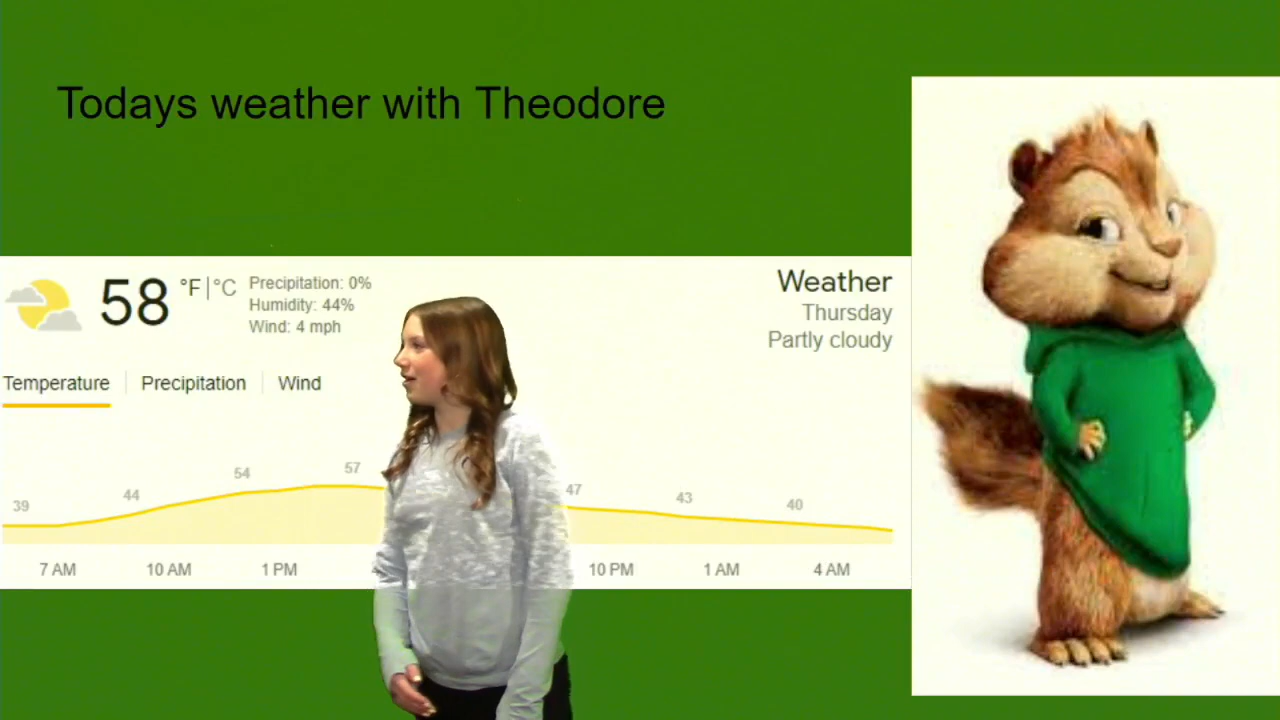 Todays weather with Theodore
58 °F|°C
Precipitation: 0%
Humidity: 44%
Wind: 4 mph
Weather
Thursday
Partly cloudy
Temperature Precipitation Wind
39 44 54 57 47 43 40
7 AM 10 AM 1 PM 10 PM 1 AM 4 AM